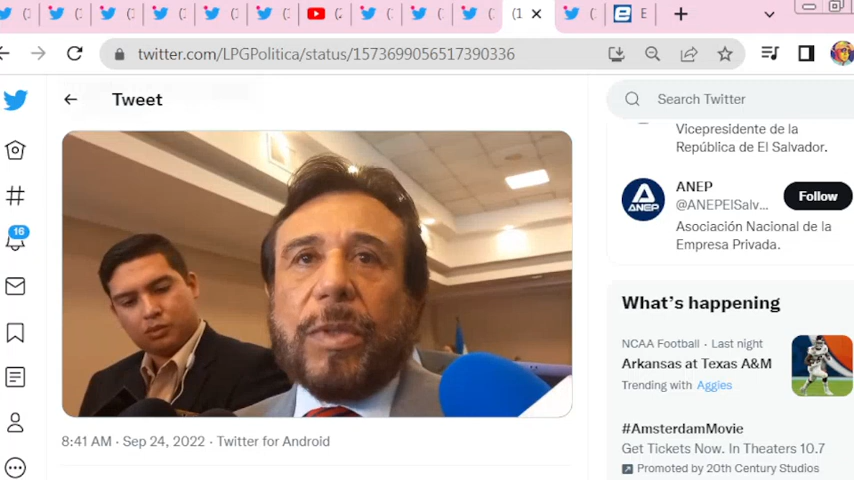 twitter.com/LPGPolitica/status/1573699056517390336
Tweet
Search Twitter
Vicepresidente de la
República de El Salvador.
ANEP
ANEP
@ANEPElSalv...
Follow
Asociación Nacional de la
Empresa Privada.
What's happening
NCAA Football · Last night
Arkansas at Texas A&M
Trending with Aggies
#AmsterdamMovie
Get Tickets Now. In Theaters 10.7
Promoted by 20th Century Studios
16
8:41 AM · Sep 24, 2022 · Twitter for Android